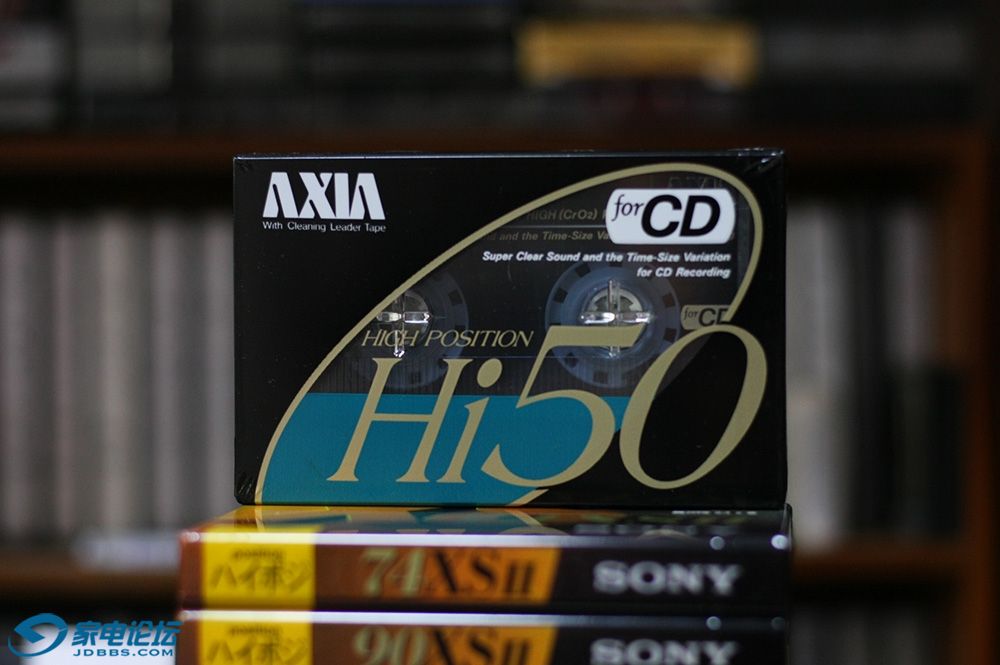 AXIA
With Cleaning Leader Tape
for CD
HIGH (CrO2)
and the Time-Size Va
Super Clear Sound and the Time-Size Variation
for CD Recording
for CD
HIGH POSITION
Hi50
ハイポジ
74XSII
SONY
ハイポジ
90XSII
SONY
家电论坛
JDBBS.COM